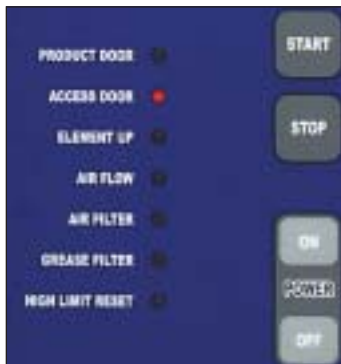 PRODUCT DOOR
ACCESS DOOR
ELEMENT UP
AIR FLOW
AIR FILTER
GREASE FILTER
HIGH LIMIT RESET
START
STOP
ON
POWER
OFF